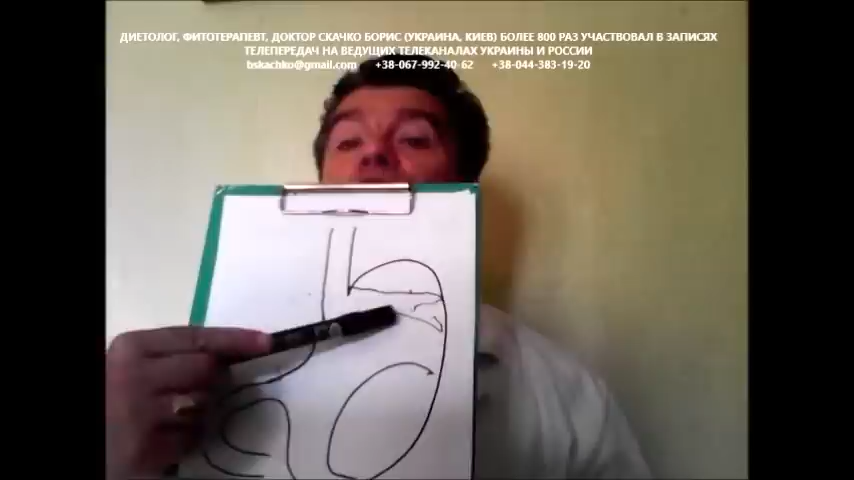 ДИЕТОЛОГ, ФИТОТЕРАПЕВТ, ДОКТОР СКАЧКО БОРИС (УКРАИНА, КИЕВ) БОЛЕЕ 800 РАЗ УЧАСТВОВАЛ В ЗАПИСЯХ
ТЕЛЕПЕРЕДАЧ НА ВЕДУЩИХ ТЕЛЕКАНАЛАХ УКРАИНЫ И РОССИИ
bskachko@gmail.com +38-067-992-40-62 +38-044-383-19-20